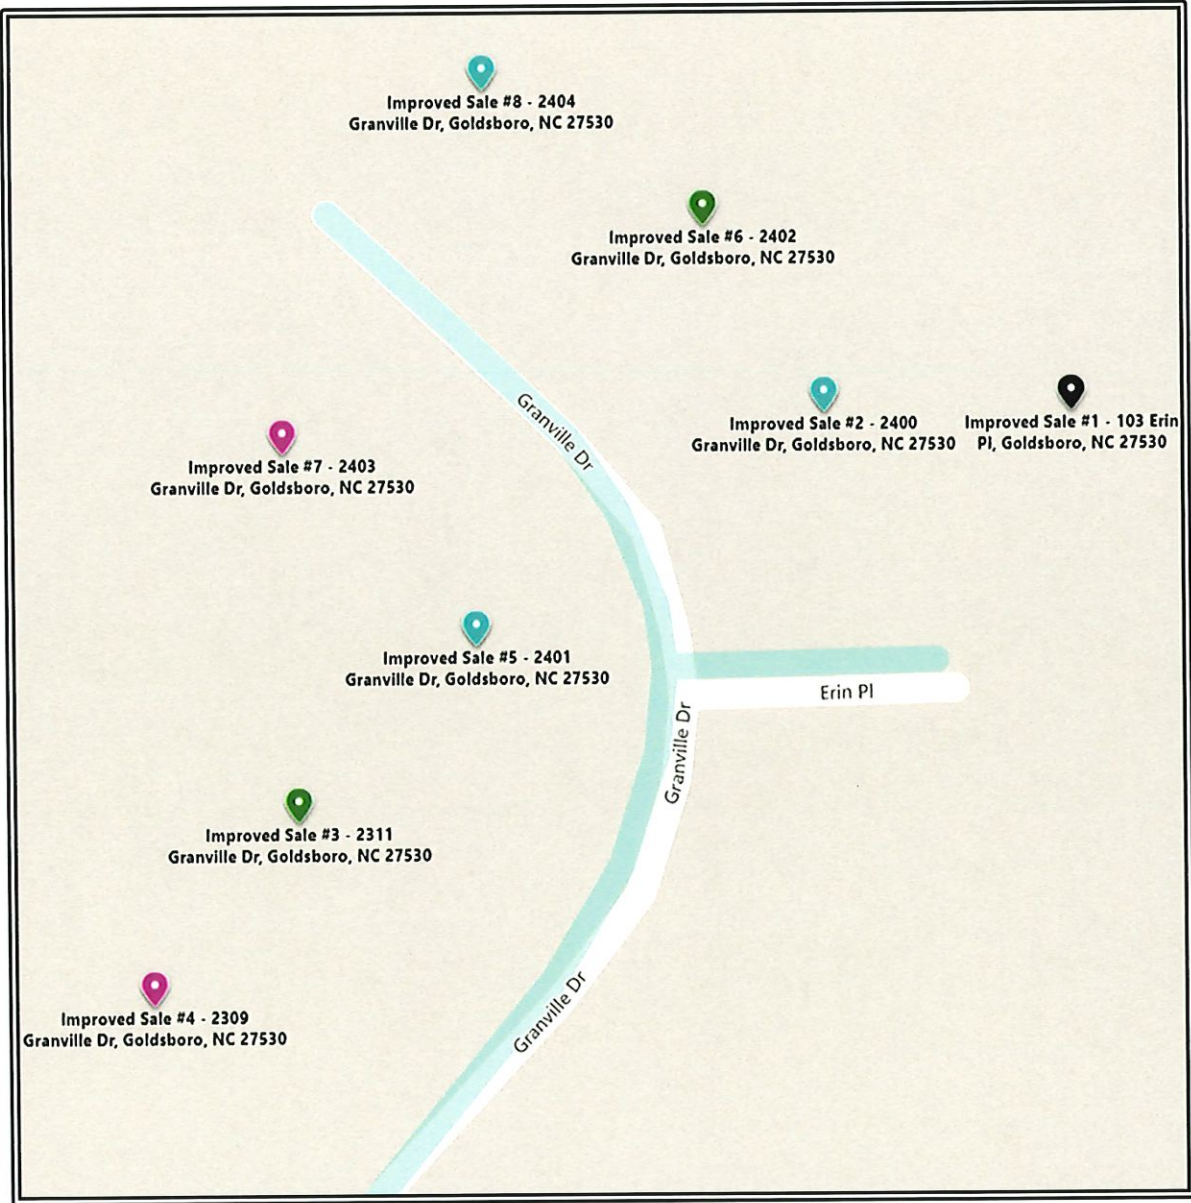 Improved Sale #8 - 2404
Granville Dr, Goldsboro, NC 27530
Improved Sale #6 - 2402
Granville Dr, Goldsboro, NC 27530
Granville Dr
Improved Sale #2 - 2400
Granville Dr, Goldsboro, NC 27530
Improved Sale #1 - 103 Erin
Pl, Goldsboro, NC 27530
Improved Sale #7 - 2403
Granville Dr, Goldsboro, NC 27530
Improved Sale #5 - 2401
Granville Dr, Goldsboro, NC 27530
Erin Pl
Granville Dr
Improved Sale #3 - 2311
Granville Dr, Goldsboro, NC 27530
Granville Dr
Improved Sale #4 - 2309
Granville Dr, Goldsboro, NC 27530